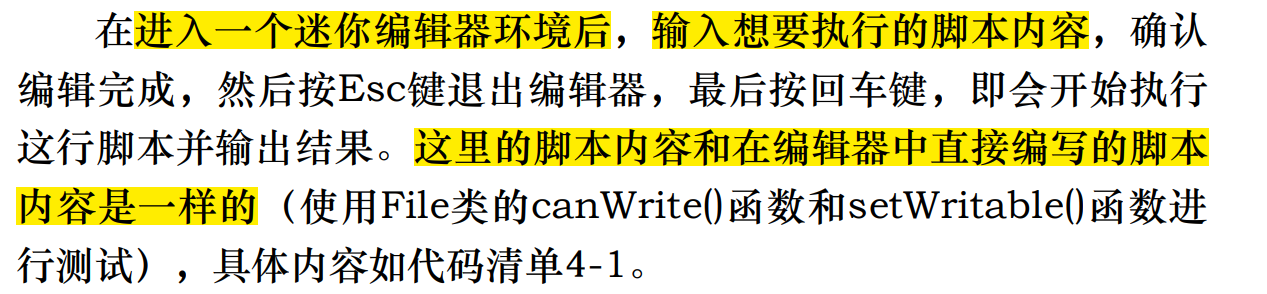 在进入一个迷你编辑器环境后，输入想要执行的脚本内容，确认
编辑完成，然后按Esc键退出编辑器，最后按回车键，即会开始执行
这行脚本并输出结果。这里的脚本内容和在编辑器中直接编写的脚本
内容是一样的（使用File类的canWrite()函数和setWritable()函数进
行测试），具体内容如代码清单4-1。